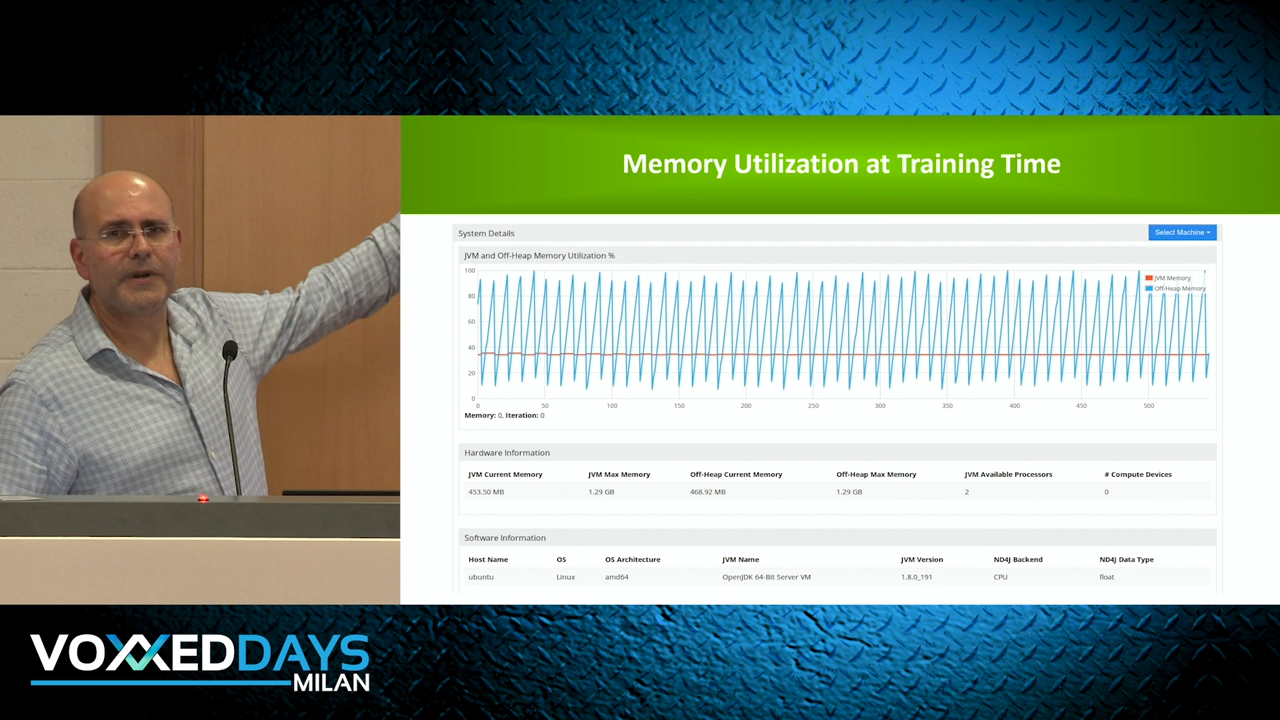 Memory Utilization at Training Time
System Details
Select Machine
JVM and Off-Heap Memory Utilization %
100
80
60
40
20
0
JVM Memory
Off-Heap Memory
0 50 100 150 200 250 300 350 400 450 500
Memory: 0, Iteration: 0
Hardware Information
JVM Current Memory JVM Max Memory Off-Heap Current Memory Off-Heap Max Memory JVM Available Processors # Compute Devices
453.50 MB 1.29 GB 468.92 MB 1.29 GB 2 0
Software Information
Host Name OS OS Architecture JVM Name JVM Version ND4J Backend ND4J Data Type
ubuntu Linux amd64 OpenJDK 64-Bit Server VM 1.8.0_191 CPU float
VOXXEDDAYS
MILAN